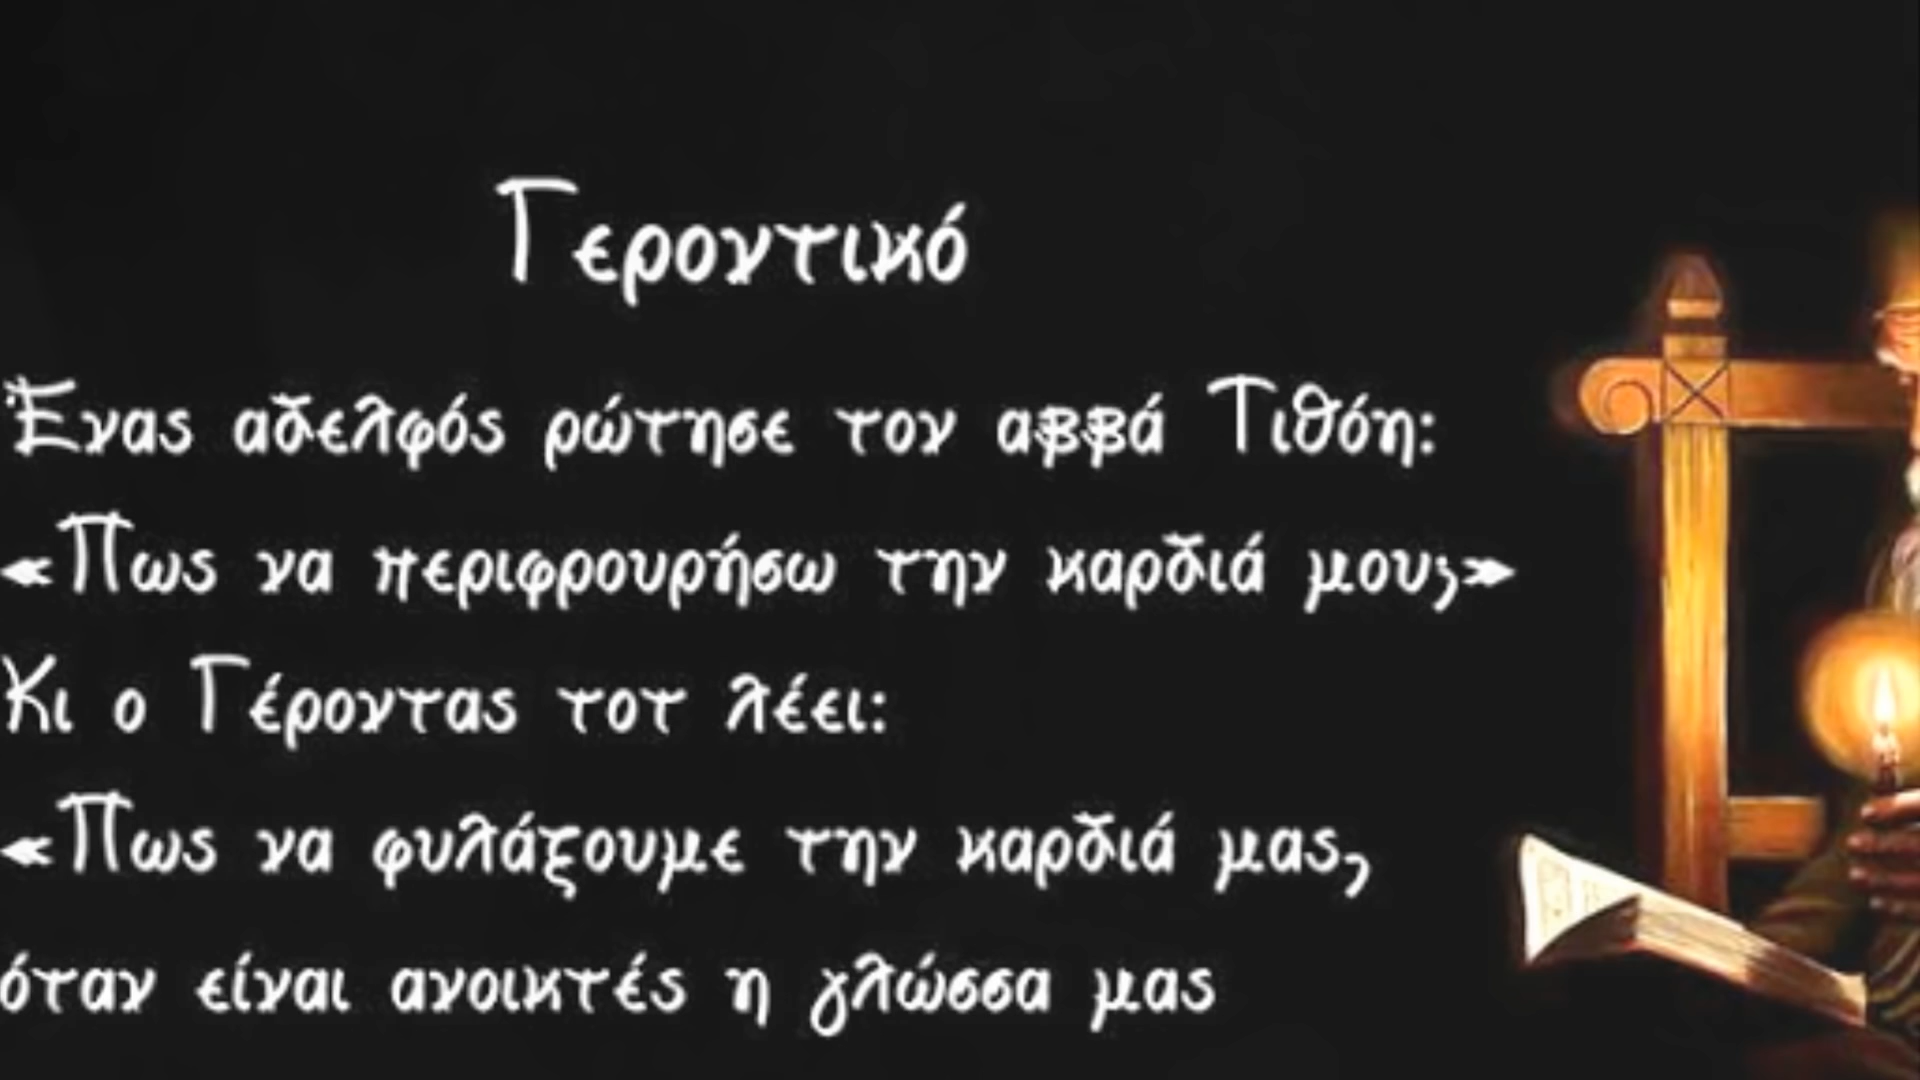 Γεροντικό
Ένας αδελφός ρώτησε τον αββά Τιθόη:
«Πως να περιφρουρήσω την καρδιά μου;»
Κι ο Γέροντας τοτ λέει:
«Πως να φυλάξουμε την καρδιά μας,
όταν είναι ανοικτές η γλώσσα μας